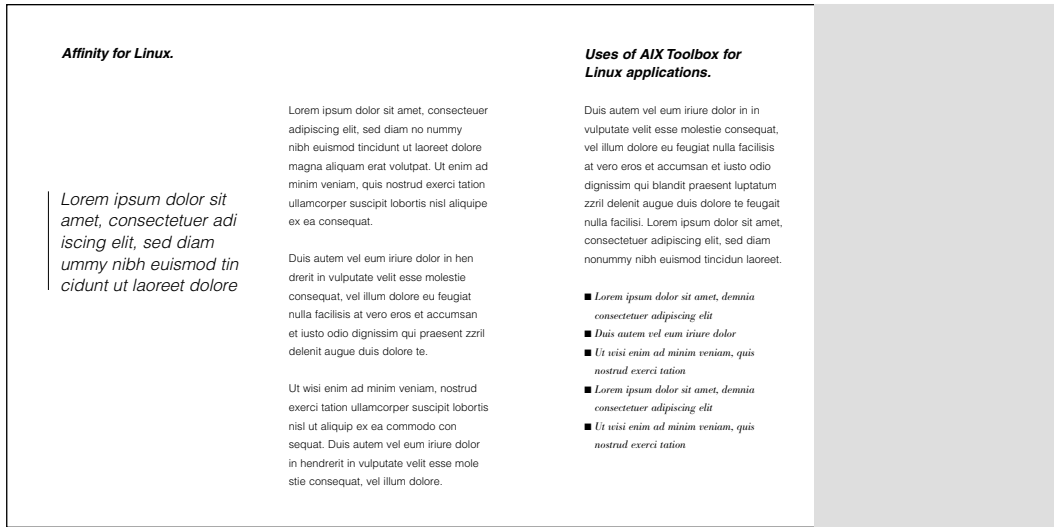 Affinity for Linux.
Lorem ipsum dolor sit
amet, consectetuer adi
iscing elit, sed diam
ummy nibh euismod tin
cidunt ut laoreet dolore
Lorem ipsum dolor sit amet, consecteuer
adipiscing elit, sed diam no nummy
nibh euismod tincidunt ut laoreet dolore
magna aliquam erat volutpat. Ut enim ad
minim veniam, quis nostrud exerci tation
ullamcorper suscipit lobortis nisl aliquipe
ex ea consequat.
Duis autem vel eum iriure dolor in hen
drerit in vulputate velit esse molestie
consequat, vel illum dolore eu feugiat
nulla facilisis at vero eros et accumsan
et iusto odio dignissim qui praesent zzril
delenit augue duis dolore te.
Ut wisi enim ad minim veniam, nostrud
exerci tation ullamcorper suscipit lobortis
nisl ut aliquip ex ea commodo con
sequat. Duis autem vel eum iriure dolor
in hendrerit in vulputate velit esse mole
stie consequat, vel illum dolore.
Uses of AIX Toolbox for
Linux applications.
Duis autem vel eum iriure dolor in in
vulputate velit esse molestie consequat,
vel illum dolore eu feugiat nulla facilisis
at vero eros et accumsan et iusto odio
dignissim qui blandit praesent luptatum
zzril delenit augue duis dolore te feugait
nulla facilisi. Lorem ipsum dolor sit amet,
consectetuer adipiscing elit, sed diam
nonummy nibh euismod tincidun laoreet.
■ Lorem ipsum dolor sit amet, demnia
consectetuer adipiscing elit
■ Duis autem vel eum iriure dolor
■ Ut wisi enim ad minim veniam, quis
nostrud exerci tation
■ Lorem ipsum dolor sit amet, demnia
consectetuer adipiscing elit
■ Ut wisi enim ad minim veniam, quis
nostrud exerci tation